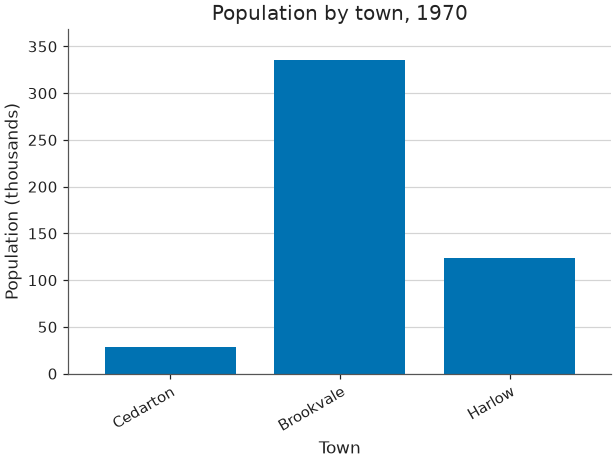 Population by town, 1970
Population (thousands)
350
300
250
200
150
100
50
0
Cedarton
Brookvale
Harlow
Town